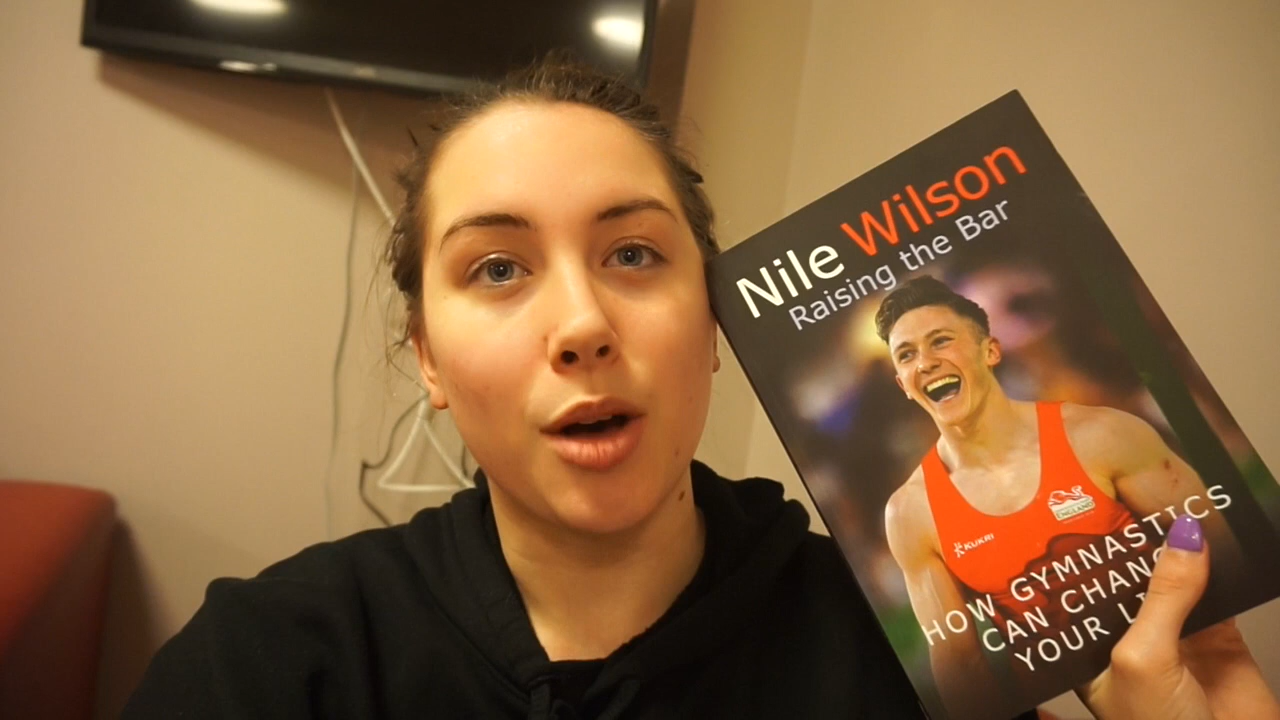 Nile Wilson
Raising the Bar
ENGLAND
KUKRI
HOW GYMNASTICS
CAN CHANG
YOUR LI